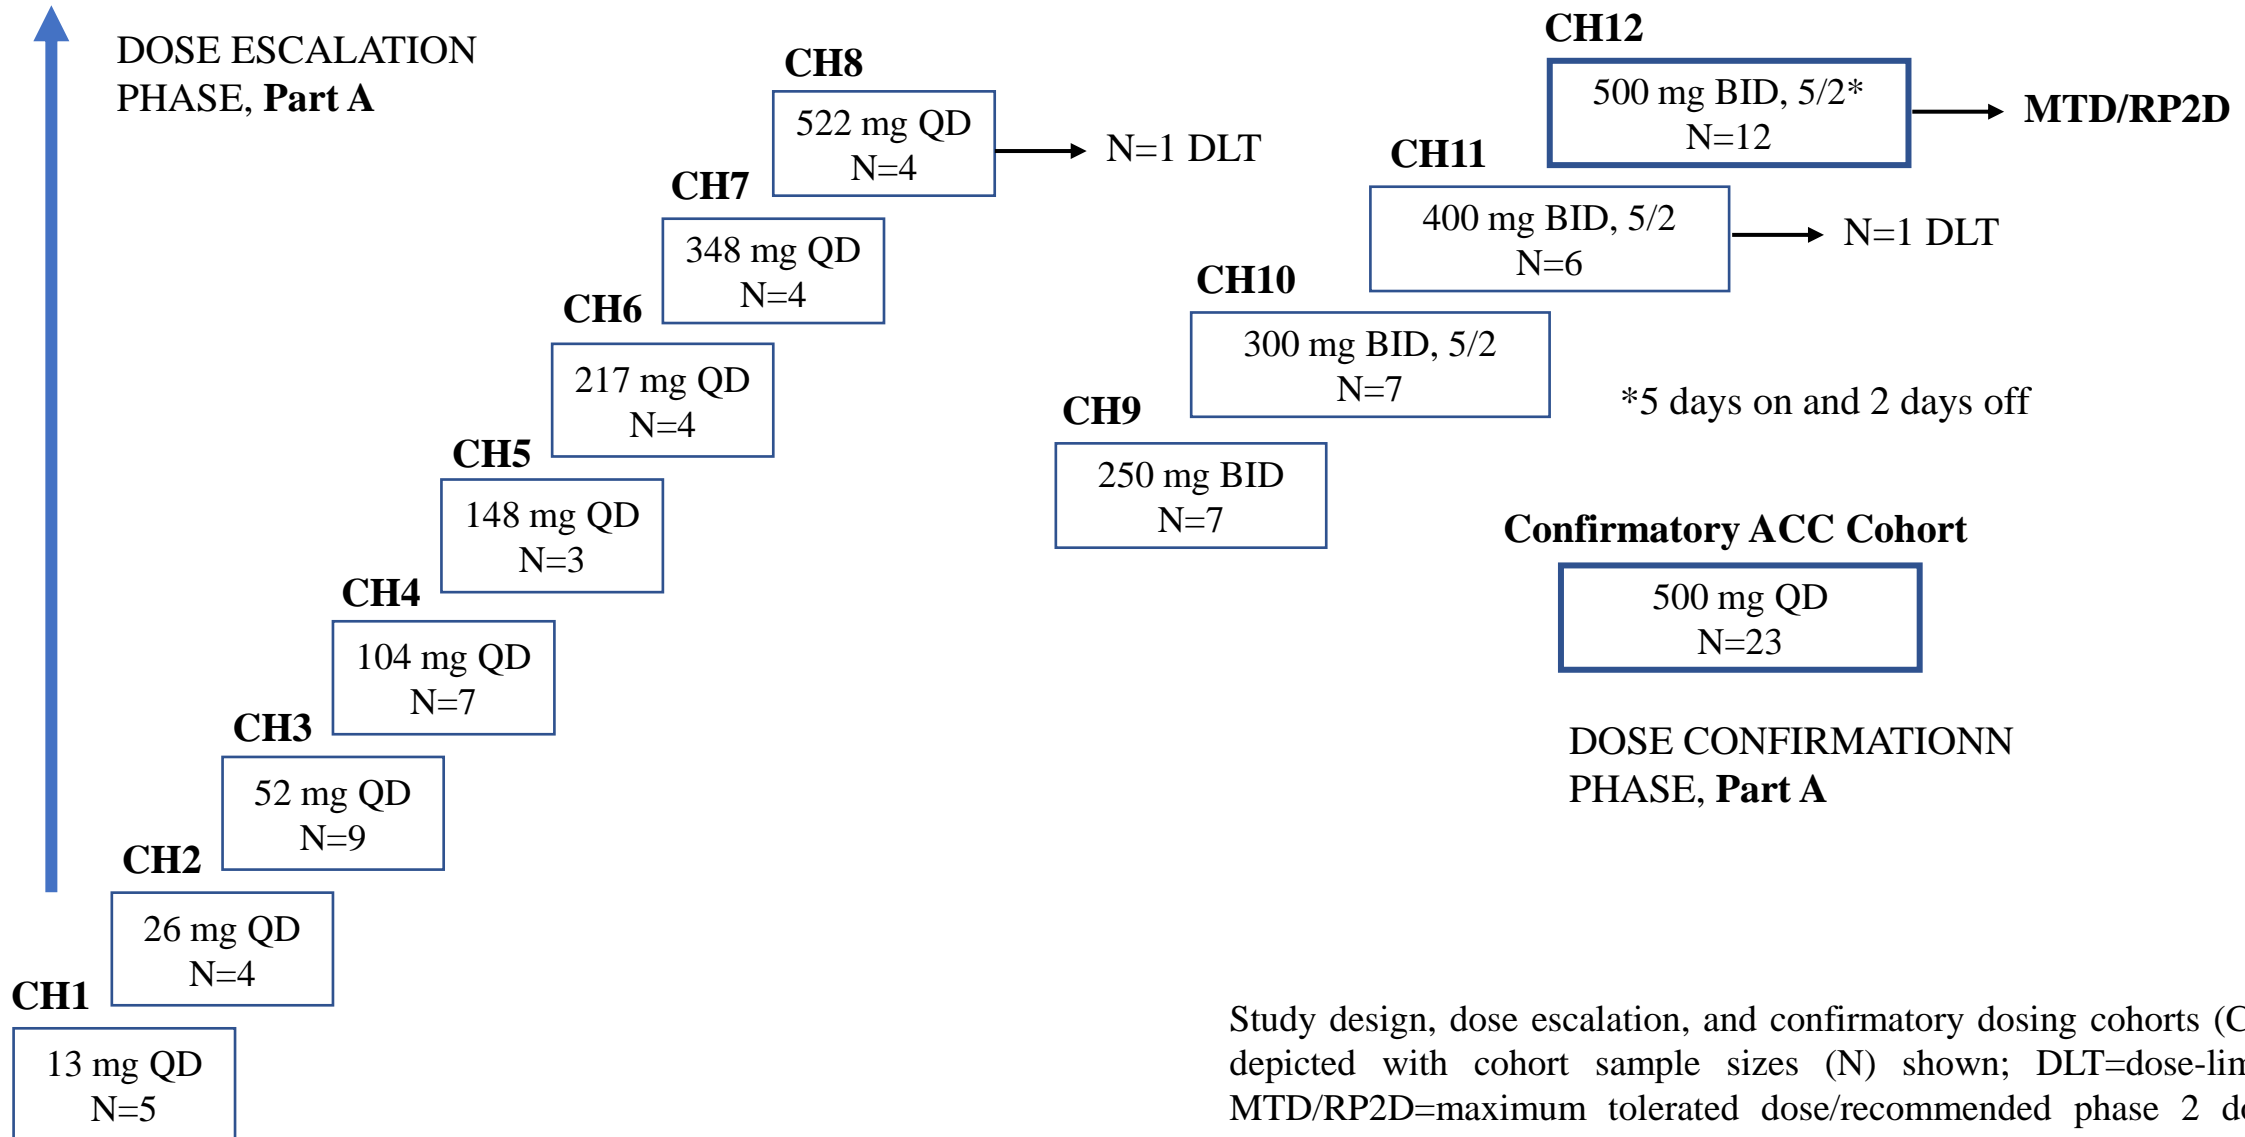 DOSE ESCALATION
PHASE, Part A
CH1
13 mg QD
N=5
CH2
26 mg QD
N=4
CH3
52 mg QD
N=9
CH4
104 mg QD
N=7
CH5
148 mg QD
N=3
CH6
217 mg QD
N=4
CH7
348 mg QD
N=4
CH8
522 mg QD
N=4
N=1 DLT
CH9
250 mg BID
N=7
CH10
300 mg BID, 5/2
N=7
CH11
400 mg BID, 5/2
N=6
N=1 DLT
CH12
500 mg BID, 5/2*
N=12
MTD/RP2D
*5 days on and 2 days off
Confirmatory ACC Cohort
500 mg QD
N=23
DOSE CONFIRMATIONN
PHASE, Part A
Study design, dose escalation, and confirmatory dosing cohorts (C
depicted with cohort sample sizes (N) shown; DLT=dose-lim
MTD/RP2D=maximum tolerated dose/recommended phase 2 do